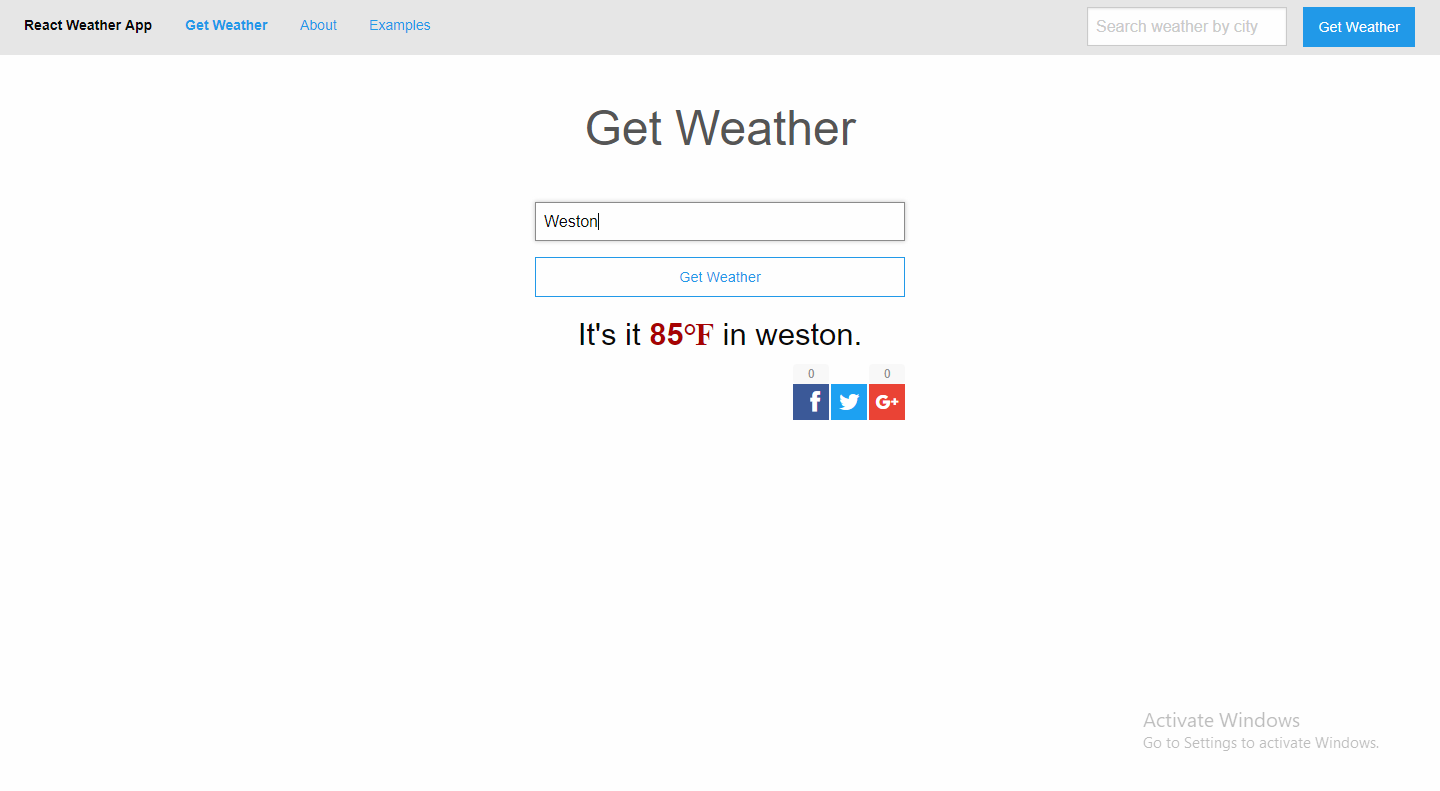 React Weather App Get Weather About Examples Search weather by city Get Weather
Get Weather
Weston
Get Weather
It's it 85°F in weston.
0 0
f G+
Activate Windows
Go to Settings to activate Windows.